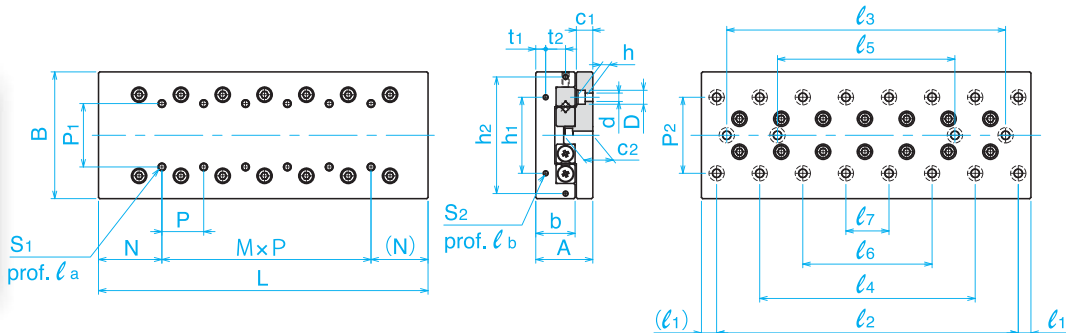 B
P1
S1
prof. ℓa
N
P
M×P
(N)
L
t1
t2
c1
h
h2
h1
d
D
c2
S2
prof. ℓb
b
A
ℓ3
ℓ5
P2
ℓ7
ℓ6
ℓ4
(ℓ1)
ℓ2
ℓ1